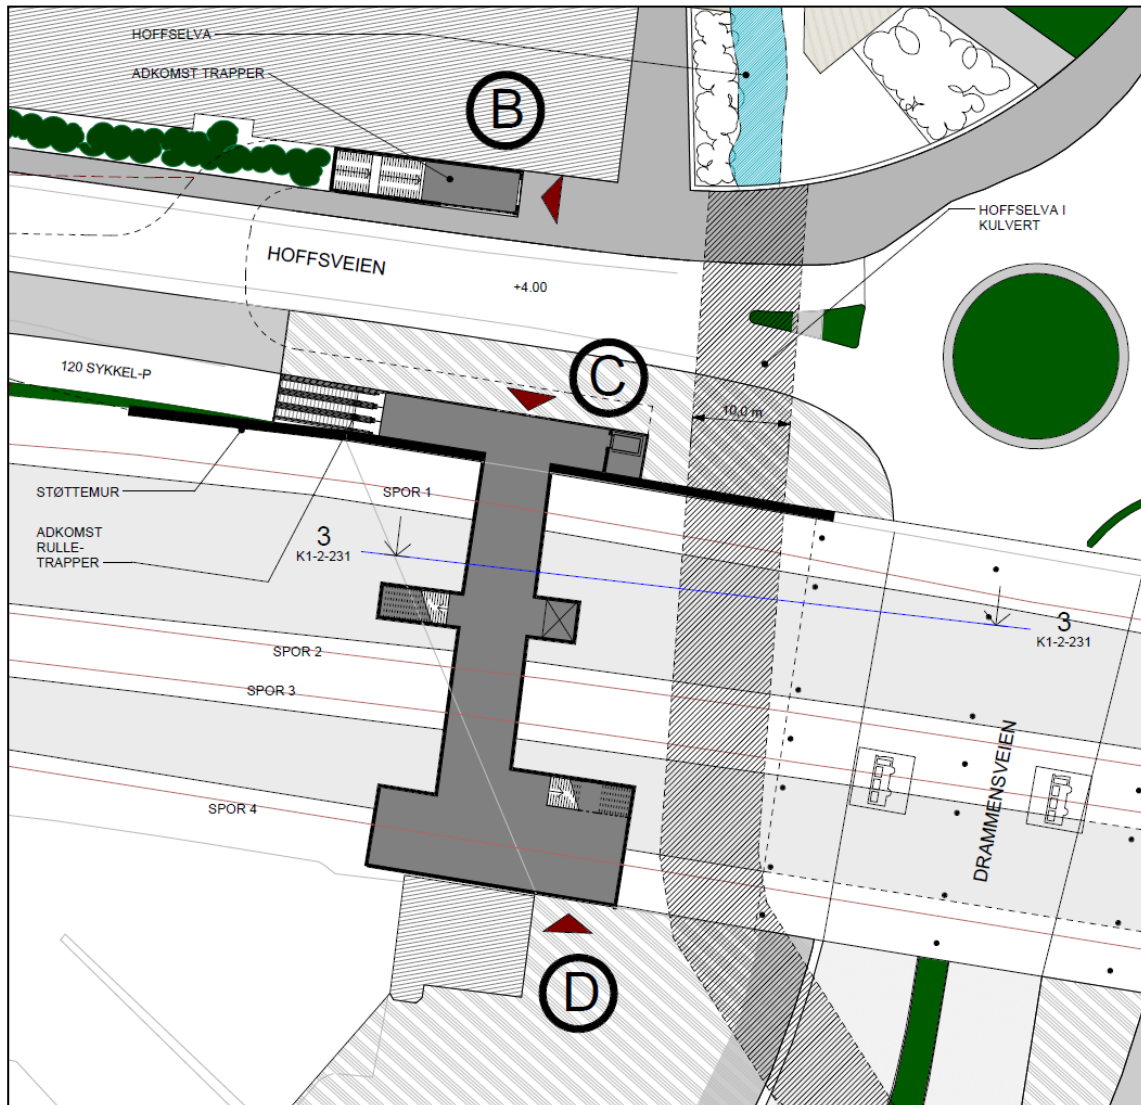 HOFFSELVA
ADKOMST TRAPPER
B
HOFFSELVA I
KULVERT
HOFFSVEIEN
+4.00
120 SYKKEL-P
C
10,0 m
STØTTEMUR
SPOR 1
ADKOMST
RULLE-
TRAPPER
3
K1-2-231
3
K1-2-231
SPOR 2
SPOR 3
SPOR 4
DRAMMENSVEIEN
D